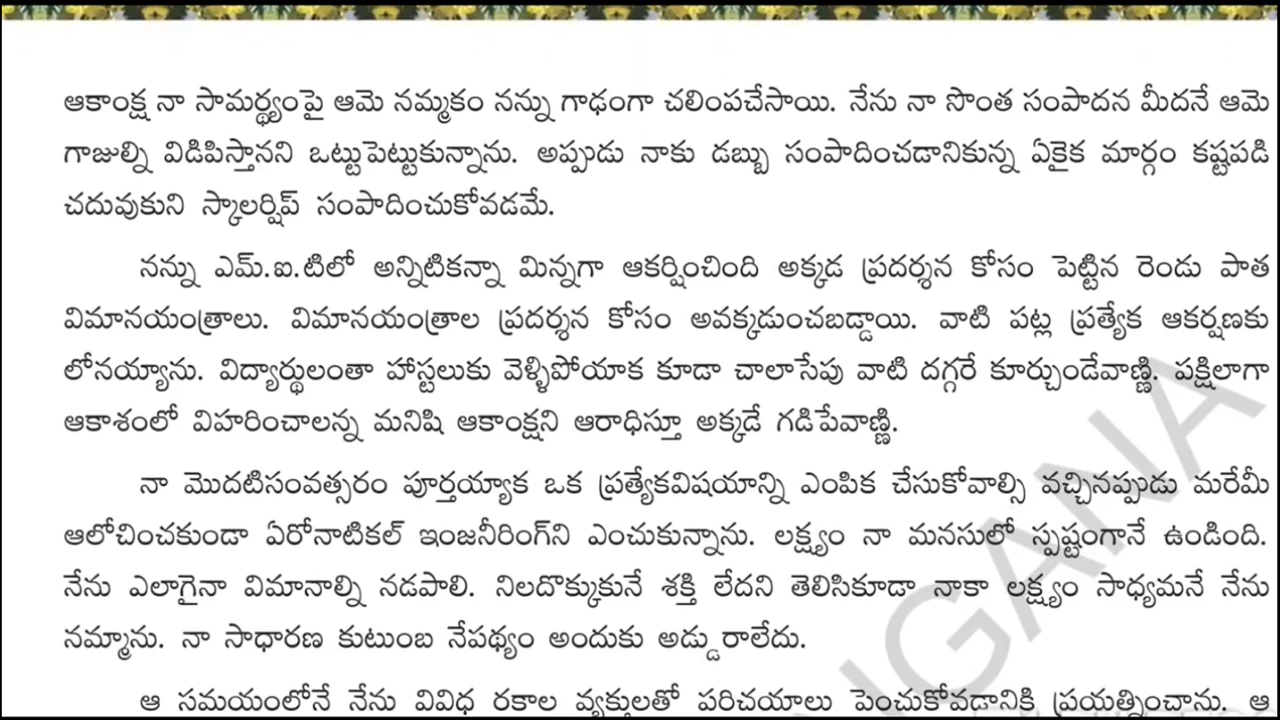 ఆకాంక్ష నా సామర్థ్యంపై ఆమె నమ్మకం నన్ను గాఢంగా చలింపచేసాయి. నేను నా సొంత సంపాదన మీదనే ఆమె
గాజుల్ని విడిపిస్తానని ఒట్టుపెట్టుకున్నాను. అప్పుడు నాకు డబ్బు సంపాదించడానికున్న ఏకైక మార్గం కష్టపడి
చదువుకుని స్కాలర్షిప్ సంపాదించుకోవడమే.
నన్ను ఎమ్.ఐ.టిలో అన్నిటికన్నా మిన్నగా ఆకర్షించింది అక్కడ ప్రదర్శన కోసం పెట్టిన రెండు పాత
విమానయంత్రాలు. విమానయంత్రాల ప్రదర్శన కోసం అవక్కడుంచబడ్డాయి. వాటి పట్ల ప్రత్యేక ఆకర్షణకు
లోనయ్యాను. విద్యార్థులంతా హాస్టలుకు వెళ్ళిపోయాక కూడా చాలాసేపు వాటి దగ్గరే కూర్చుండేవాణ్ణి. పక్షిలాగా
ఆకాశంలో విహరించాలన్న మనిషి ఆకాంక్షని ఆరాధిస్తూ అక్కడే గడిపేవాణ్ణి.
నా మొదటిసంవత్సరం పూర్తయ్యాక ఒక ప్రత్యేకవిషయాన్ని ఎంపిక చేసుకోవాల్సి వచ్చినప్పుడు మరేమీ
ఆలోచించకుండా ఏరోనాటికల్ ఇంజనీరింగ్‌ని ఎంచుకున్నాను. లక్ష్యం నా మనసులో స్పష్టంగానే ఉండింది.
నేను ఎలాగైనా విమానాల్ని నడపాలి. నిలదొక్కుకునే శక్తి లేదని తెలిసికూడా నాకా లక్ష్యం సాధ్యమనే నేను
నమ్మాను. నా సాధారణ కుటుంబ నేపథ్యం అందుకు అడ్డురాలేదు.
ఆ సమయంలోనే నేను వివిధ రకాల వ్యక్తులతో పరిచయాలు పెంచుకోవడానికి ప్రయత్నించాను. ఆ